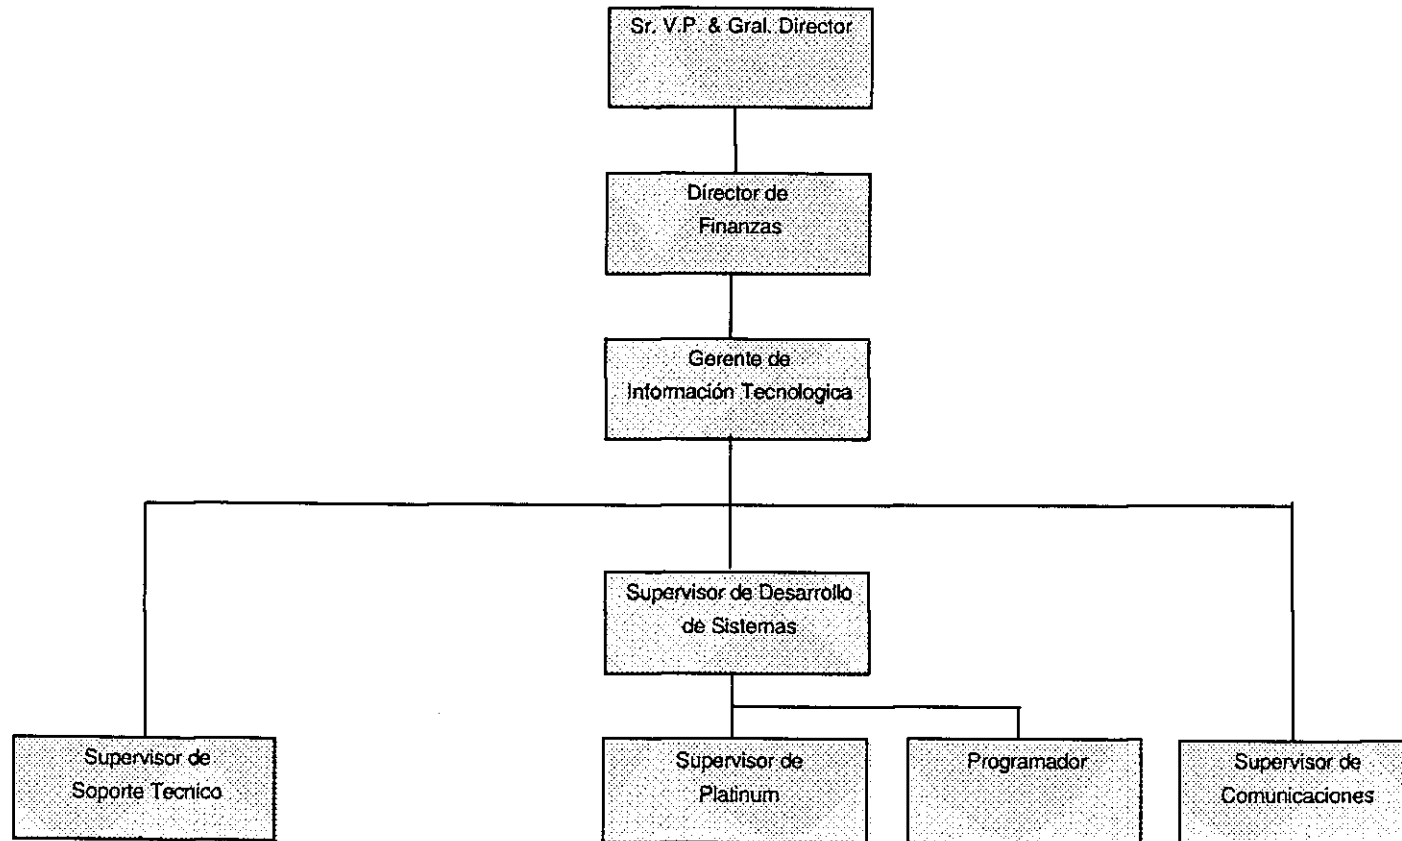 Sr. V.P. & Gral. Director
Director de
Finanzas
Gerente de
Información Tecnologica
Supervisor de Desarrollo
de Sistemas
Supervisor de
Soporte Tecnico
Supervisor de
Platinum
Programador
Supervisor de
Comunicaciones